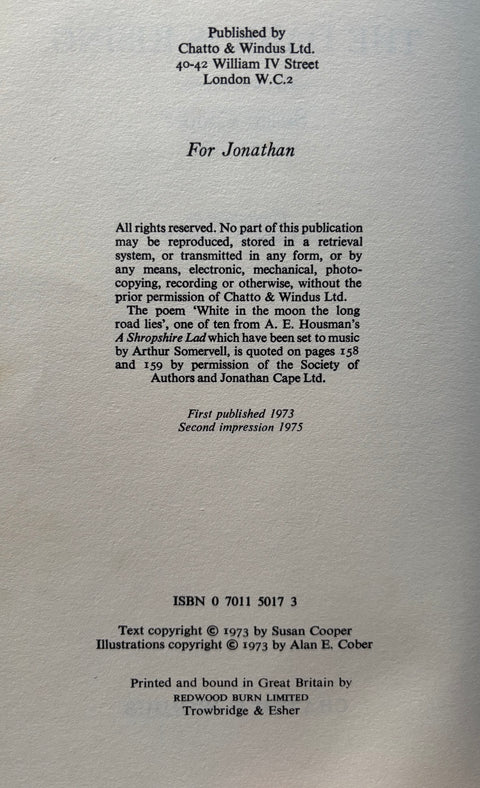 Published by
Chatto & Windus Ltd.
40-42 William IV Street
London W.C.2
For Jonathan
All rights reserved. No part of this publication
may be reproduced, stored in a retrieval
system, or transmitted in any form, or by
any means, electronic, mechanical, photo-
copying, recording or otherwise, without the
prior permission of Chatto & Windus Ltd.
The poem ‘White in the moon the long
road lies’, one of ten from A. E. Housman’s
A Shropshire Lad which have been set to music
by Arthur Somervell, is quoted on pages 158
and 159 by permission of the Society of
Authors and Jonathan Cape Ltd.
First published 1973
Second impression 1975
ISBN 0 7011 5017 3
Text copyright © 1973 by Susan Cooper
Illustrations copyright © 1973 by Alan E. Cober
Printed and bound in Great Britain by
REDWOOD BURN LIMITED
Trowbridge & Esher